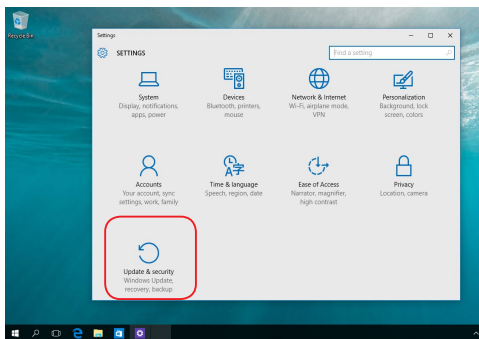 Recycle Bin
Settings
SETTINGS
Find a setting
System
Display, notifications,
apps, power
Devices
Bluetooth, printers,
mouse
Network & Internet
Wi-Fi, airplane mode,
VPN
Personalization
Background, lock
screen, colors
Accounts
Your account, sync
settings, work, family
Time & language
Speech, region, date
Ease of Access
Narrator, magnifier,
high contrast
Privacy
Location, camera
Update & security
Windows Update,
recovery, backup